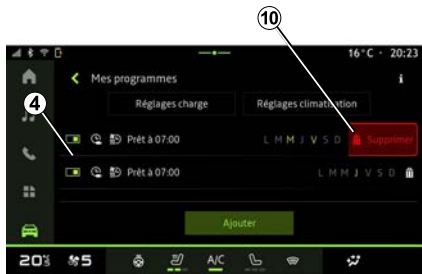 10
16°C · 20:23
Mes programmes
i
4
Réglages charge
Réglages climatisation
Prêt à 07:00
L M M J V S D
Supprimer
Prêt à 07:00
L M M J V S D
Ajouter
20
5
A/C